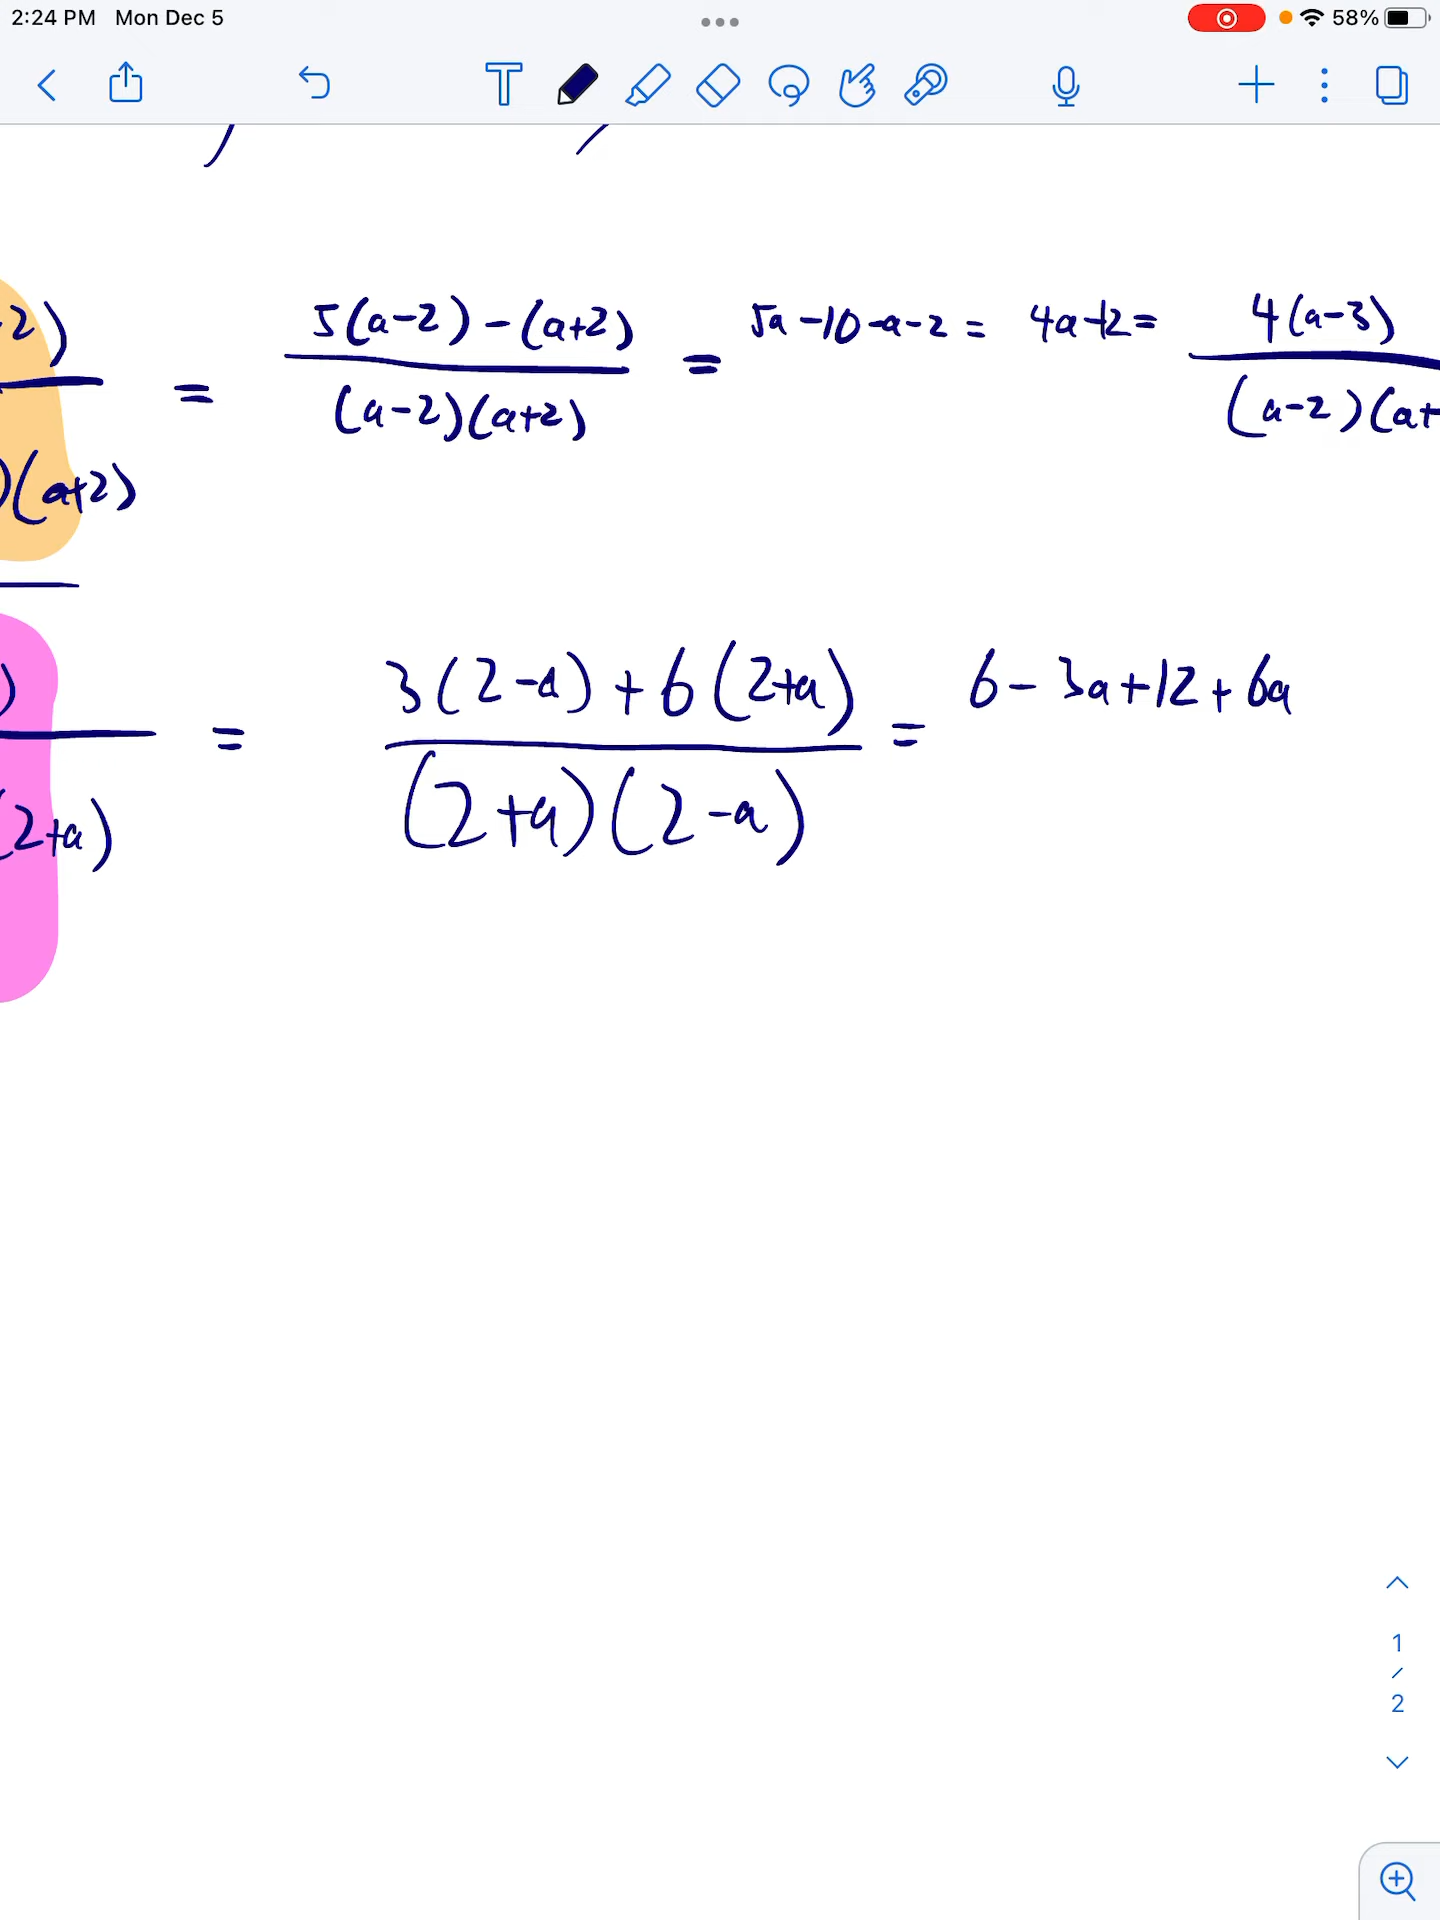 2:24 PM Mon Dec 5 58%
T
2) = 5(a-2)-(a+2) = 5a-10-a-2 = 4a-12= 4(a-3)
)(a+2) (a-2)(a+2) (a-2)(a+
) = 3(2-a)+6(2+a) = 6-3a+12+6a
(2+a) (2+a)(2-a)
1
/
2